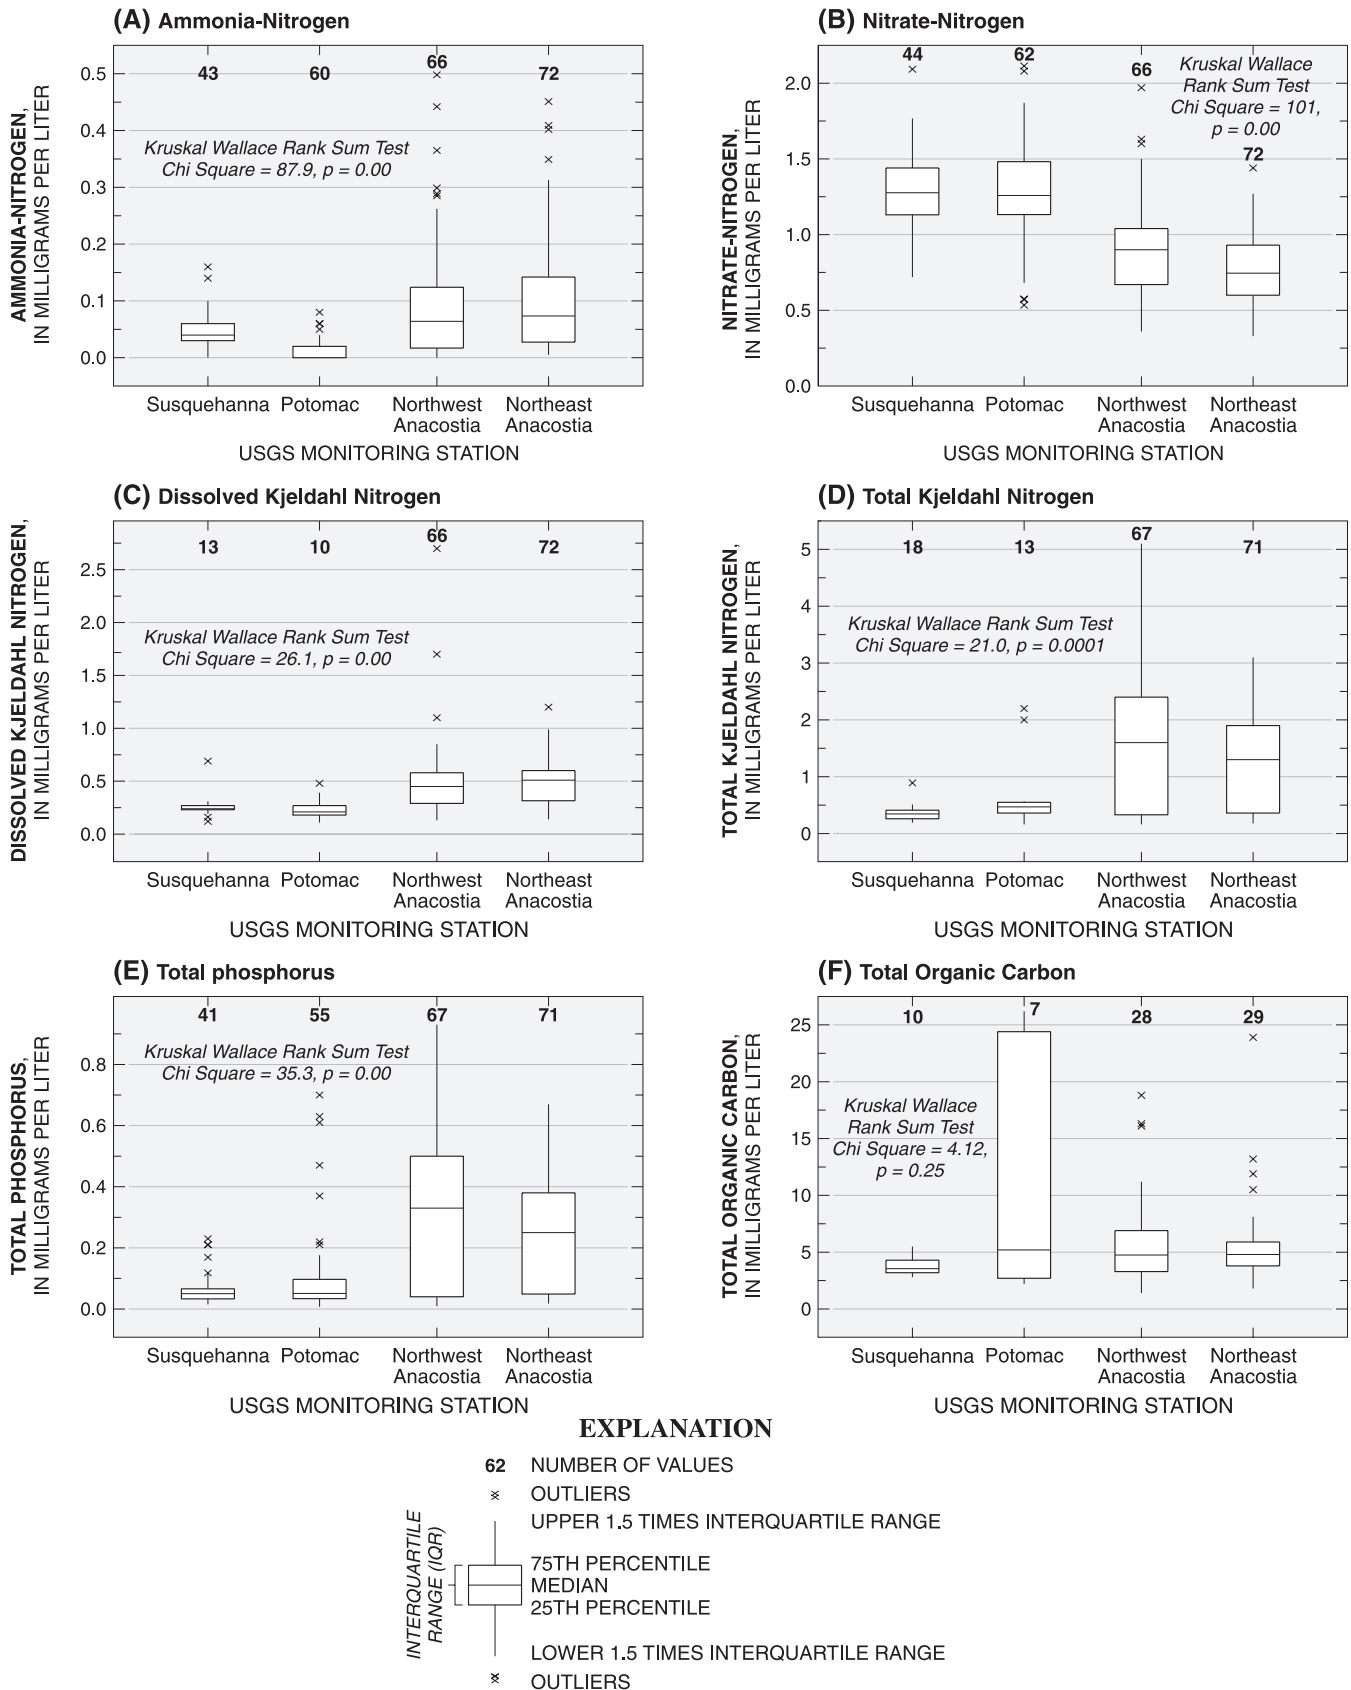 (A) Ammonia-Nitrogen
AMMONIA-NITROGEN,
IN MILLIGRAMS PER LITER
0.5
0.4
0.3
0.2
0.1
0.0
43
60
66
72
Kruskal Wallace Rank Sum Test
Chi Square = 87.9, p = 0.00
Susquehanna
Potomac
Northwest
Anacostia
Northeast
Anacostia
USGS MONITORING STATION
(B) Nitrate-Nitrogen
NITRATE-NITROGEN,
IN MILLIGRAMS PER LITER
2.0
1.5
1.0
0.5
0.0
44
62
66
Kruskal Wallace
Rank Sum Test
Chi Square = 101,
p = 0.00
72
Susquehanna
Potomac
Northwest
Anacostia
Northeast
Anacostia
USGS MONITORING STATION
(C) Dissolved Kjeldahl Nitrogen
DISSOLVED KJELDAHL NITROGEN,
IN MILLIGRAMS PER LITER
2.5
2.0
1.5
1.0
0.5
0.0
13
10
66
72
Kruskal Wallace Rank Sum Test
Chi Square = 26.1, p = 0.00
Susquehanna
Potomac
Northwest
Anacostia
Northeast
Anacostia
USGS MONITORING STATION
(D) Total Kjeldahl Nitrogen
TOTAL KJELDAHL NITROGEN,
IN MILLIGRAMS PER LITER
5
4
3
2
1
0
18
13
67
71
Kruskal Wallace Rank Sum Test
Chi Square = 21.0, p = 0.0001
Susquehanna
Potomac
Northwest
Anacostia
Northeast
Anacostia
USGS MONITORING STATION
(E) Total phosphorus
TOTAL PHOSPHORUS,
IN MILLIGRAMS PER LITER
0.8
0.6
0.4
0.2
0.0
41
55
67
71
Kruskal Wallace Rank Sum Test
Chi Square = 35.3, p = 0.00
Susquehanna
Potomac
Northwest
Anacostia
Northeast
Anacostia
USGS MONITORING STATION
(F) Total Organic Carbon
TOTAL ORGANIC CARBON,
IN IMILLIGRAMS PER LITER
25
20
15
10
5
0
10
7
28
29
Kruskal Wallace
Rank Sum Test
Chi Square = 4.12,
p = 0.25
Susquehanna
Potomac
Northwest
Anacostia
Northeast
Anacostia
USGS MONITORING STATION
EXPLANATION
62 NUMBER OF VALUES
OUTLIERS
UPPER 1.5 TIMES INTERQUARTILE RANGE
INTERQUARTILE
RANGE (IQR)
75TH PERCENTILE
MEDIAN
25TH PERCENTILE
LOWER 1.5 TIMES INTERQUARTILE RANGE
OUTLIERS